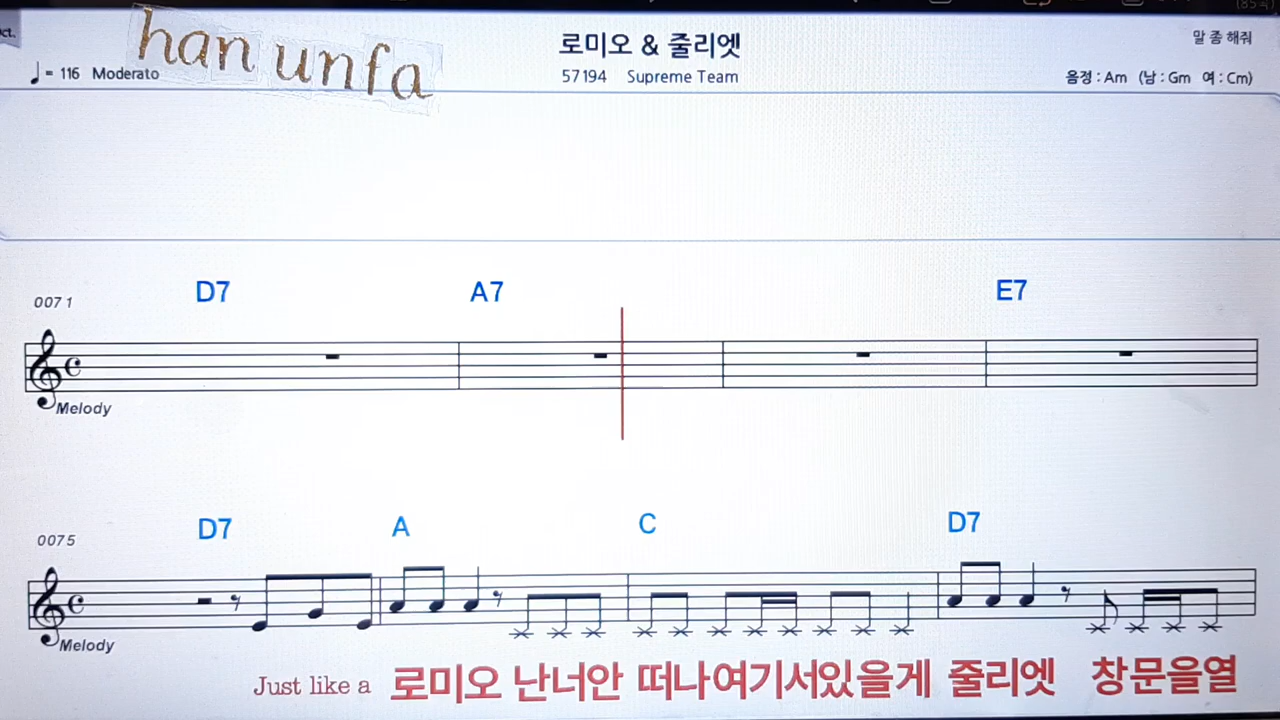 ct.
han unfa
로미오 & 줄리엣
말 좀 해줘
♩= 116 Moderato
57194 Supreme Team
음정 : Am (남 : Gm 여 : Cm)
0071
D7 A7 E7
Melody
0075
D7 A C D7
Melody
Just like a 로미오 난너안 떠나여기서있을게 줄리엣 창문을열